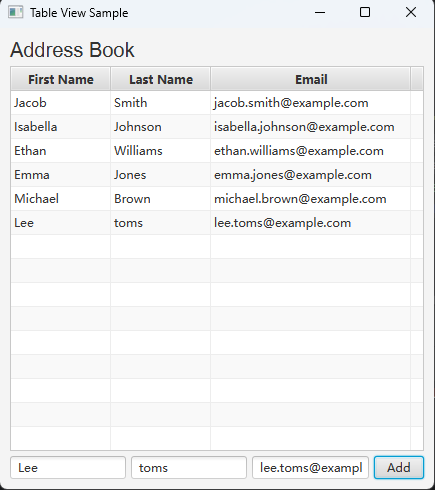 Table View Sample
Address Book
First Name Last Name Email
Jacob Smith jacob.smith@example.com
Isabella Johnson isabella.johnson@example.com
Ethan Williams ethan.williams@example.com
Emma Jones emma.jones@example.com
Michael Brown michael.brown@example.com
Lee toms lee.toms@example.com
Lee toms lee.toms@exampl Add